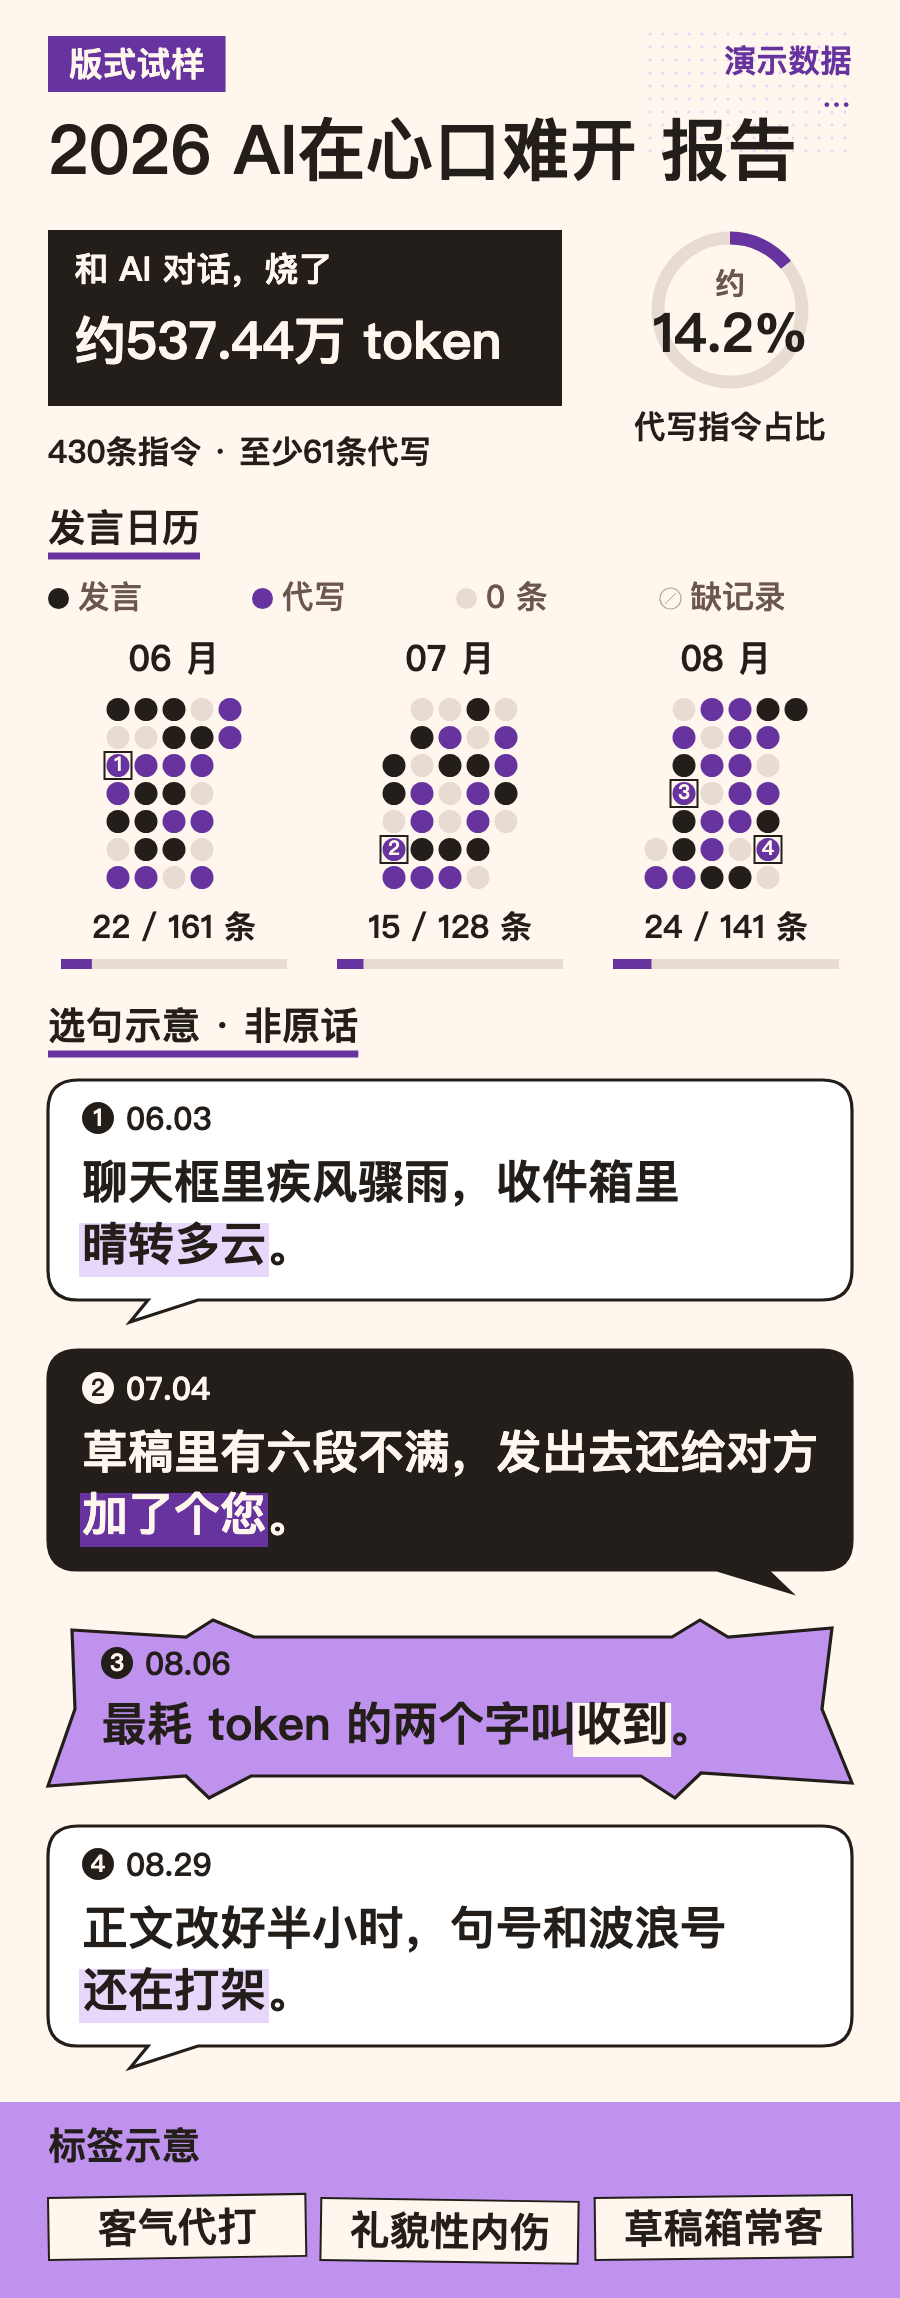 版式试样
演示数据
…
2026 AI在心口难开 报告
和 AI 对话，烧了
约537.44万 token
约
14.2%
代写指令占比
430条指令 · 至少61条代写
发言日历
发言
代写
0 条
缺记录
06 月
07 月
08 月
1
2
3
4
22 / 161 条
15 / 128 条
24 / 141 条
选句示意 · 非原话
1 06.03
聊天框里疾风骤雨，收件箱里
晴转多云。
2 07.04
草稿里有六段不满，发出去还给对方
加了个您。
3 08.06
最耗 token 的两个字叫收到。
4 08.29
正文改好半小时，句号和波浪号
还在打架。
标签示意
客气代打
礼貌性内伤
草稿箱常客